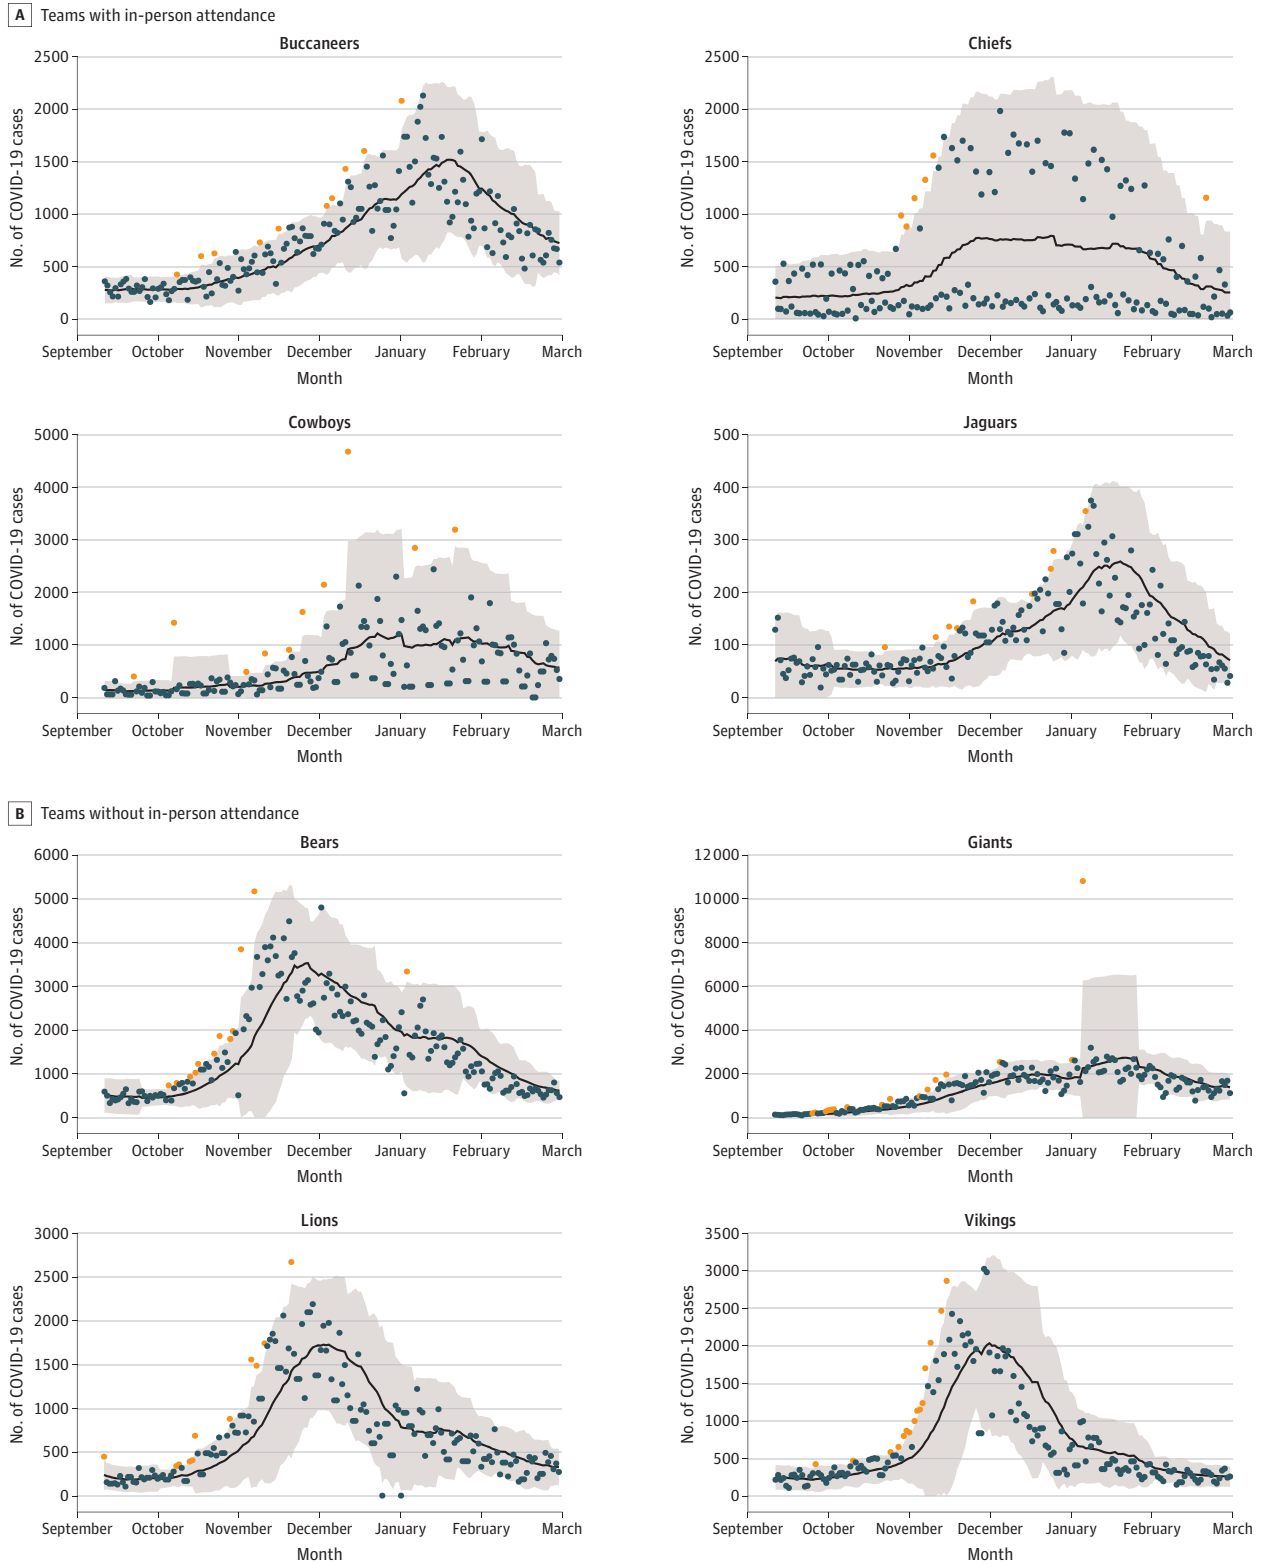 A Teams with in-person attendance
Buccaneers
Chiefs
No. of COVID-19 cases
2500
2000
1500
1000
500
0
September October November December January February March
Month
No. of COVID-19 cases
2500
2000
1500
1000
500
0
September October November December January February March
Month
Cowboys
Jaguars
No. of COVID-19 cases
5000
4000
3000
2000
1000
0
September October November December January February March
Month
No. of COVID-19 cases
500
400
300
200
100
0
September October November December January February March
Month
B Teams without in-person attendance
Bears
Giants
No. of COVID-19 cases
6000
5000
4000
3000
2000
1000
0
September October November December January February March
Month
No. of COVID-19 cases
12 000
10 000
8000
6000
4000
2000
0
September October November December January February March
Month
Lions
Vikings
No. of COVID-19 cases
3000
2500
2000
1500
1000
500
0
September October November December January February March
Month
No. of COVID-19 cases
3500
3000
2500
2000
1500
1000
500
0
September October November December January February March
Month